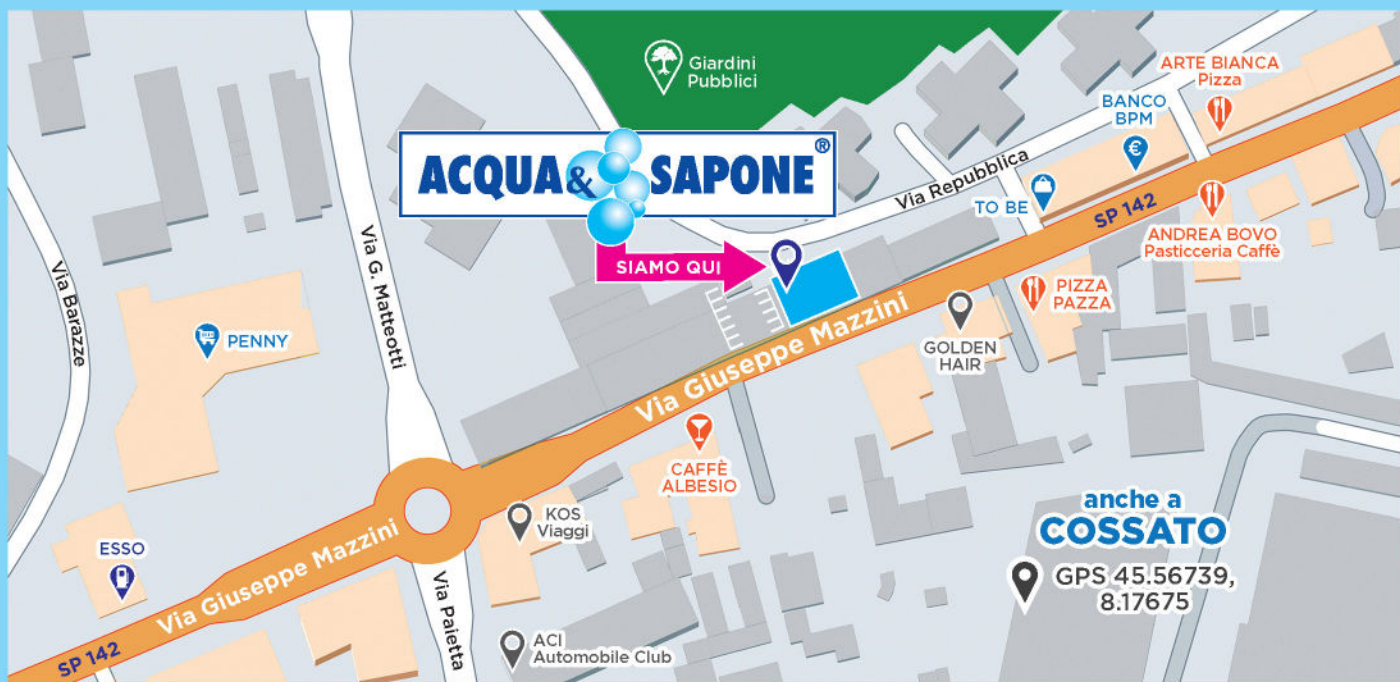 Giardini
Pubblici
ARTE BIANCA
Pizza
BANCO
BPM
€
ACQUA & SAPONE®
Via Repubblica
TO BE
SP 142
ANDREA BOVO
Pasticceria Caffè
SIAMO QUI
Via Barazze
Via G. Matteotti
PENNY
PIZZA
PAZZA
GOLDEN
HAIR
Via Giuseppe Mazzini
CAFFÈ
ALBESIO
KOS
Viaggi
anche a
COSSATO
GPS 45.56739,
8.17675
ESSO
Via Giuseppe Mazzini
SP 142
Via Paietta
ACI
Automobile Club